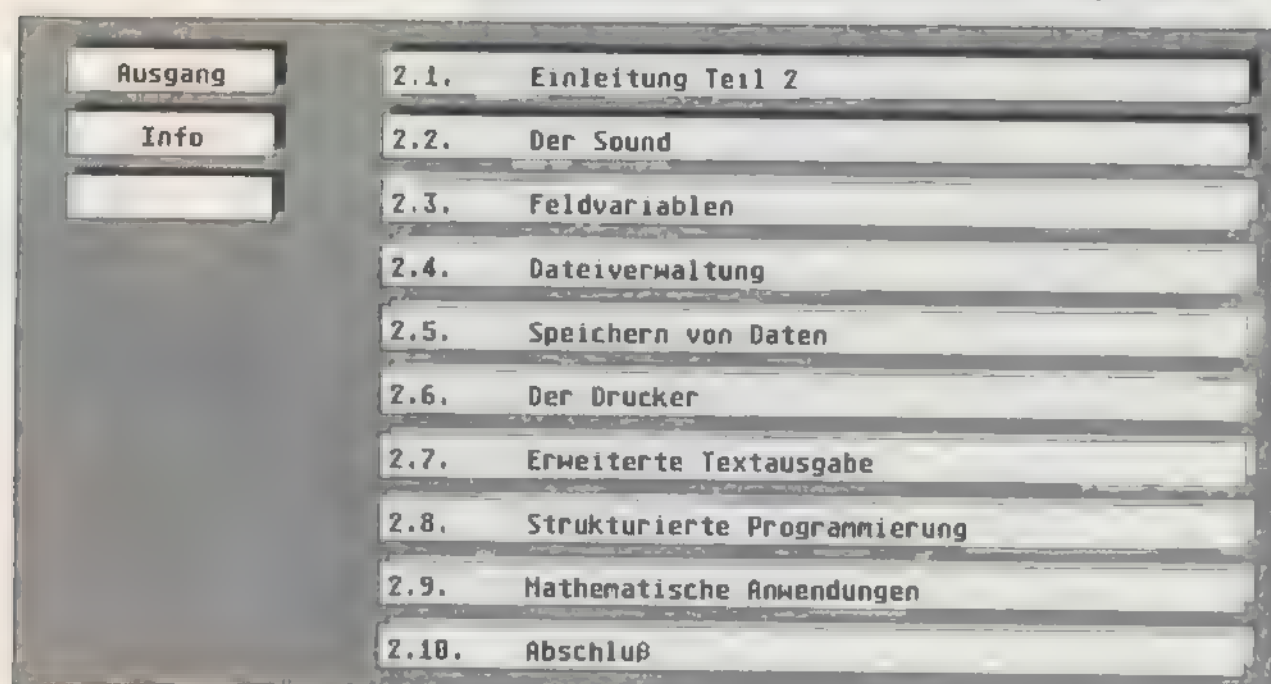 Ausgang
Info
2.1. Einleitung Teil 2
2.2. Der Sound
2.3. Feldvariablen
2.4. Dateiverwaltung
2.5. Speichern von Daten
2.6. Der Drucker
2.7. Erweiterte Textausgabe
2.8. Strukturierte Programmierung
2.9. Mathematische Anwendungen
2.10. Abschluß